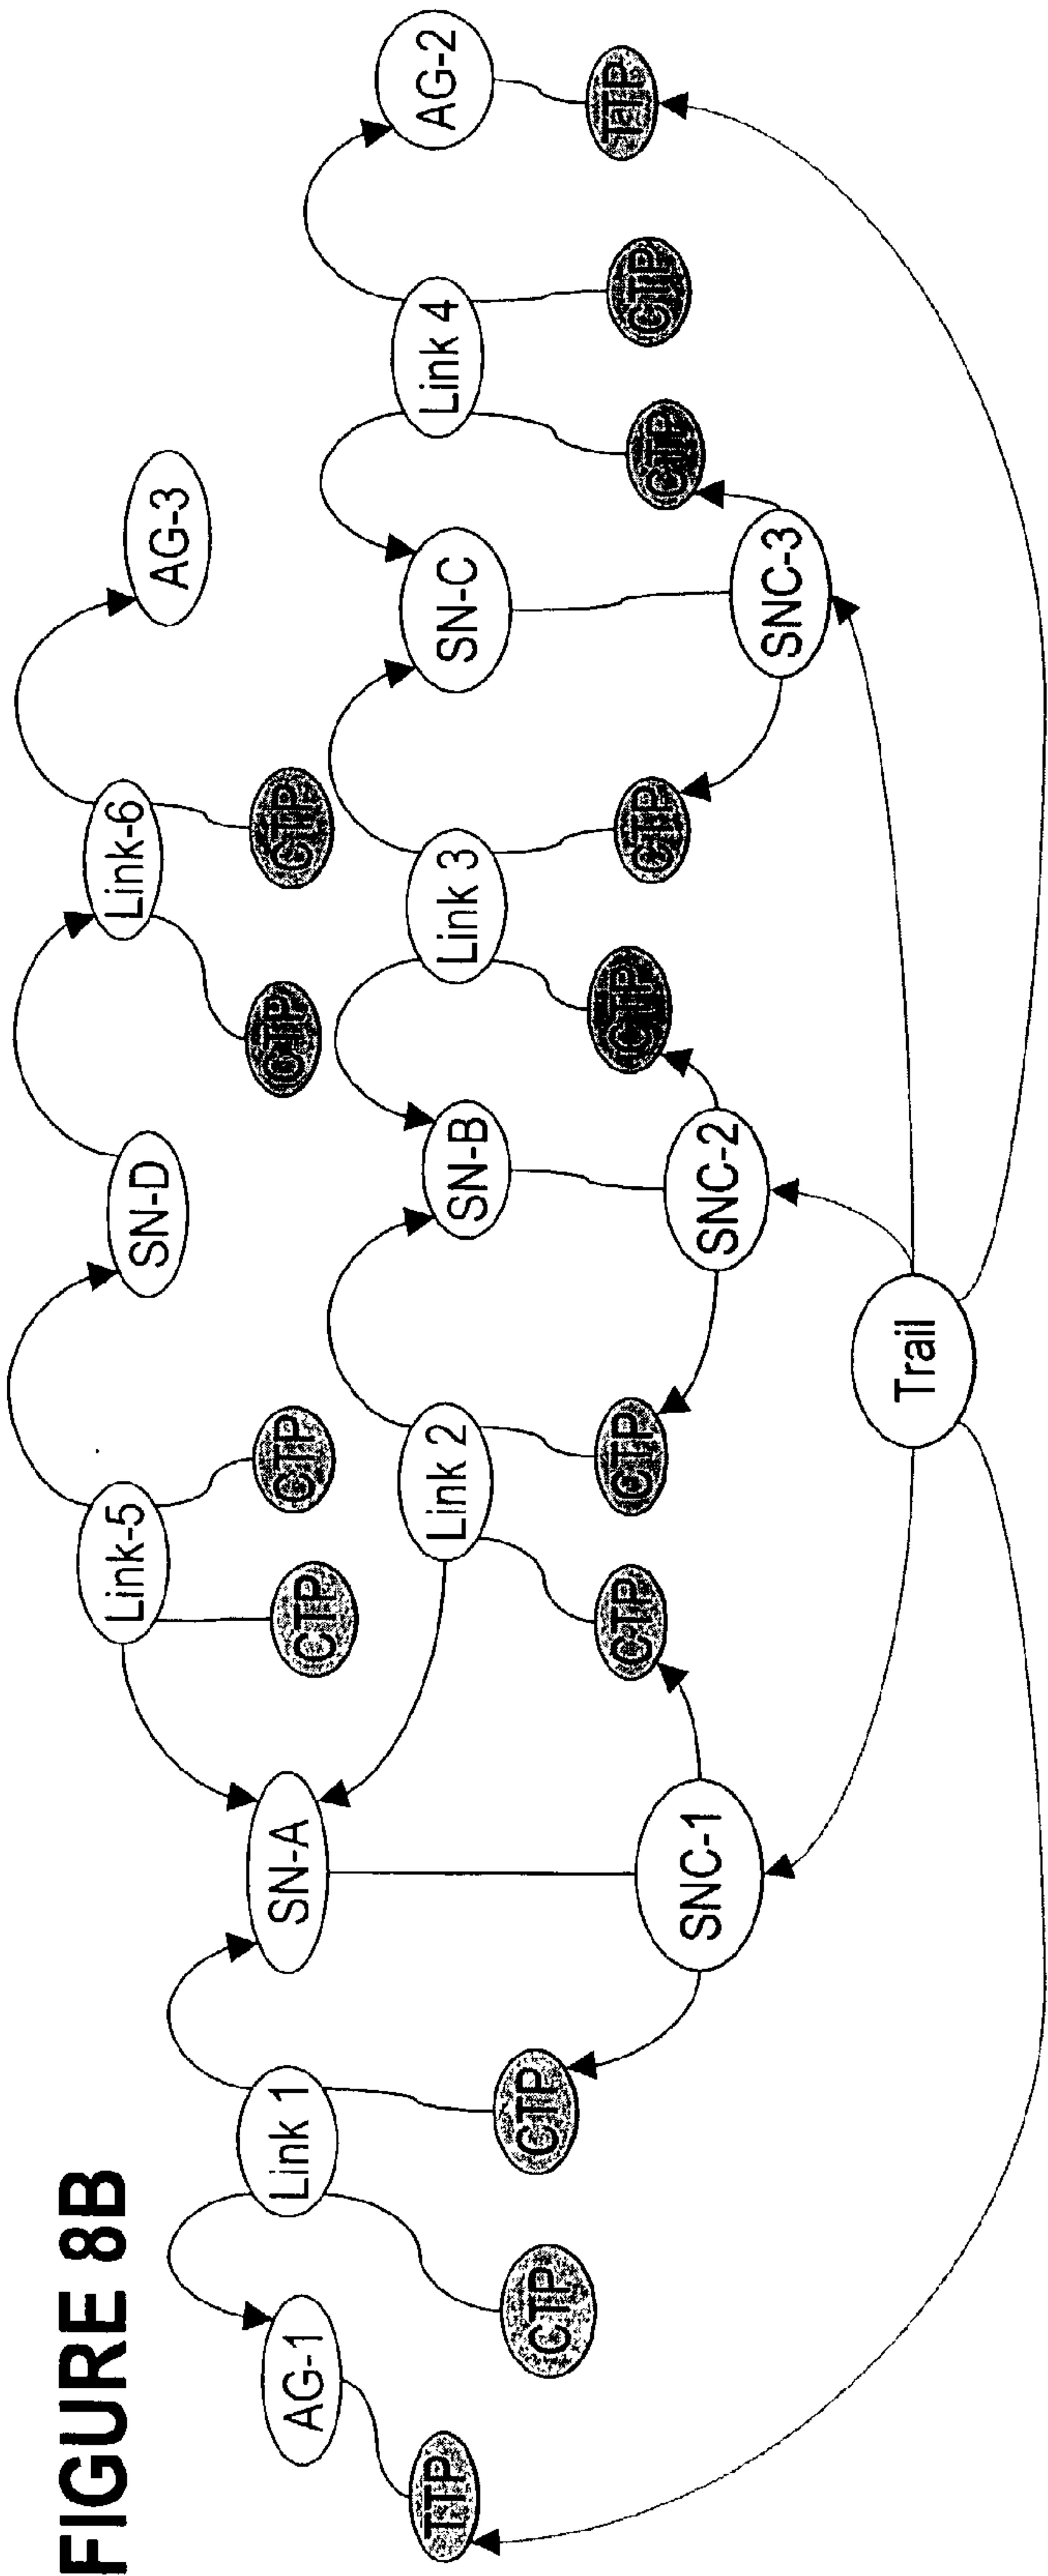 FIGURE 8B
Link-5
SN-D
Link-6
AG-3
CTP
CTP
CTP
CTP
AG-1
Link 1
SN-A
Link 2
SN-B
Link 3
SN-C
Link 4
AG-2
TTP
CTP
CTP
CTP
CTP
CTP
CTP
CTP
CTP
TTP
SNC-1
SNC-2
SNC-3
Trail